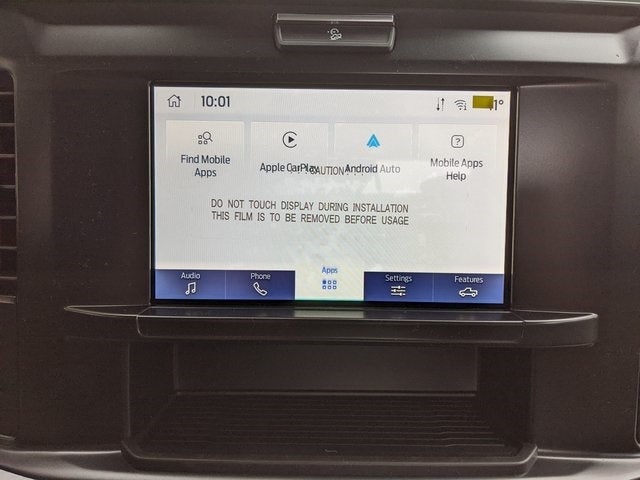 10:01
1°
Find Mobile
Apps
Apple CarPlay
Android Auto
Mobile Apps
Help
CAUTION
DO NOT TOUCH DISPLAY DURING INSTALLATION
THIS FILM IS TO BE REMOVED BEFORE USAGE
Audio
Phone
Apps
Settings
Features